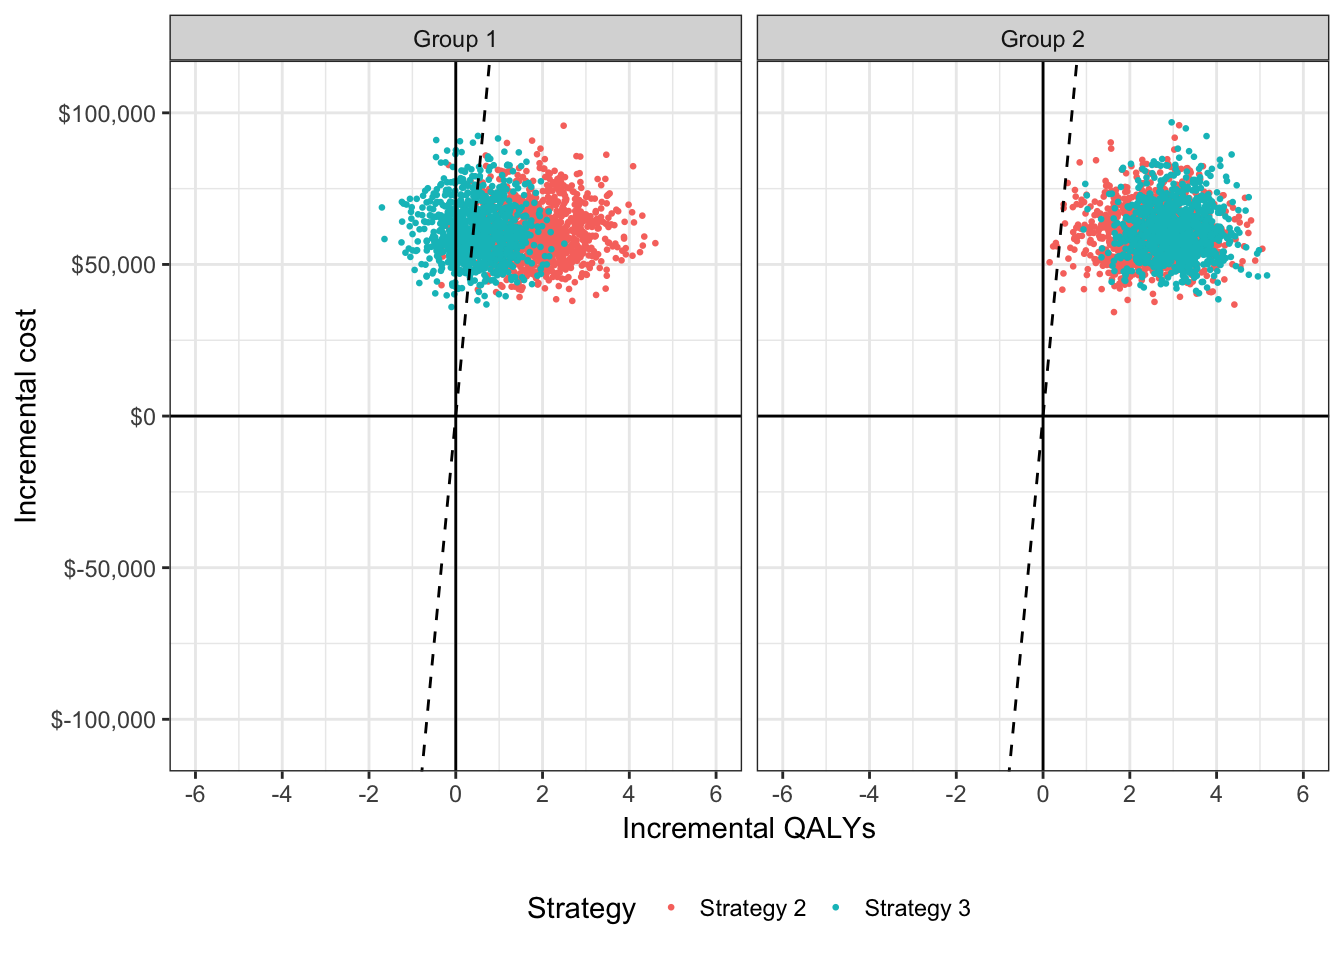 Group 1
Group 2
Incremental cost
$100,000
$50,000
$0
$-50,000
$-100,000
-6 -4 -2 0 2 4 6
-6 -4 -2 0 2 4 6
Incremental QALYs
Strategy Strategy 2 Strategy 3